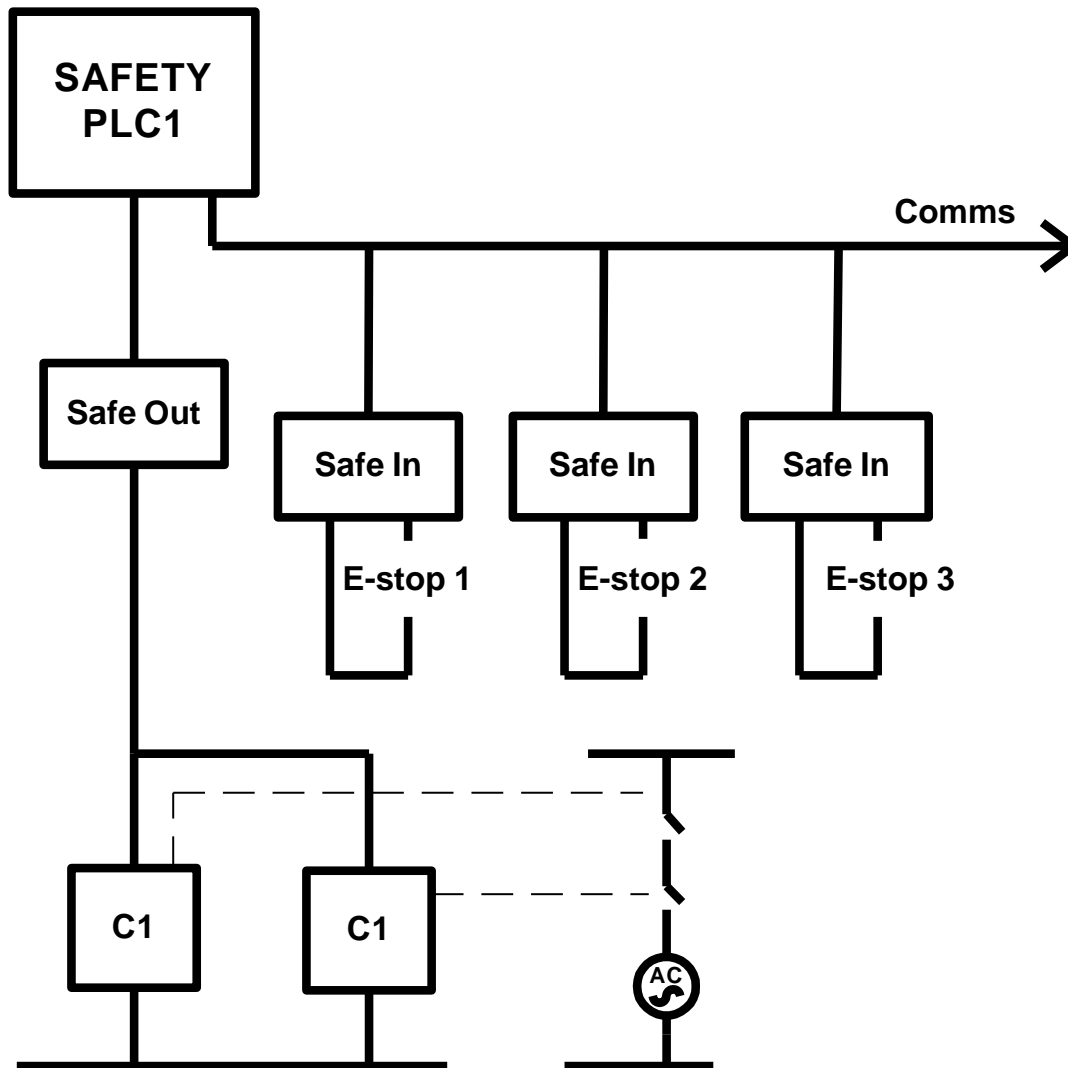 SAFETY
PLC1
Comms
Safe Out
Safe In
Safe In
Safe In
E-stop 1
E-stop 2
E-stop 3
C1
C1
AC